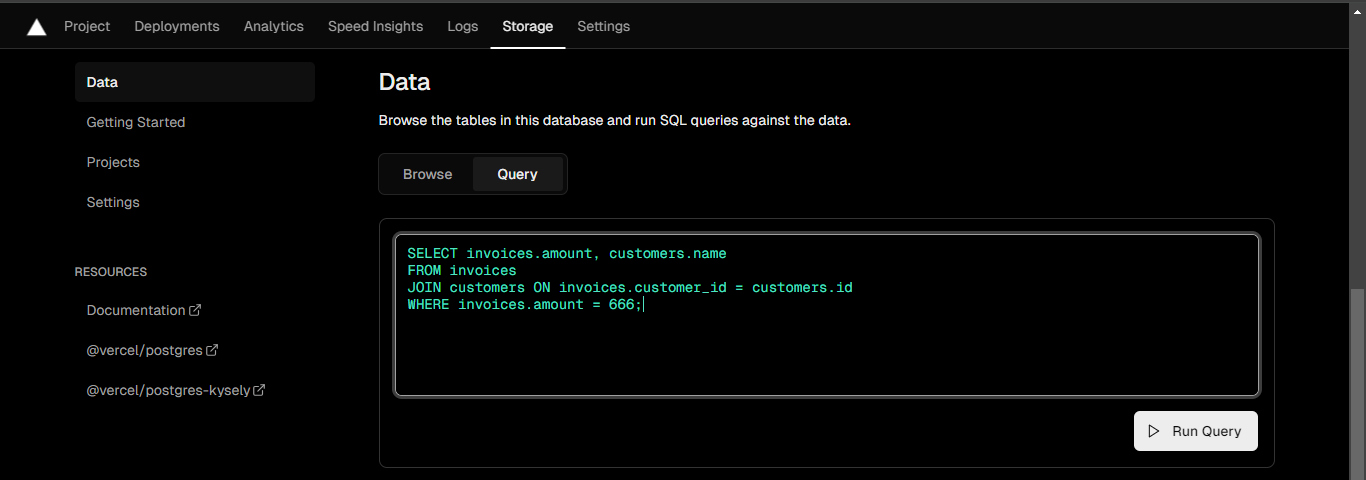 Project Deployments Analytics Speed Insights Logs Storage Settings
Data
Getting Started
Projects
Settings
RESOURCES
Documentation
@vercel/postgres
@vercel/postgres-kysely
Data
Browse the tables in this database and run SQL queries against the data.
Browse Query
SELECT invoices.amount, customers.name
FROM invoices
JOIN customers ON invoices.customer_id = customers.id
WHERE invoices.amount = 666;
Run Query